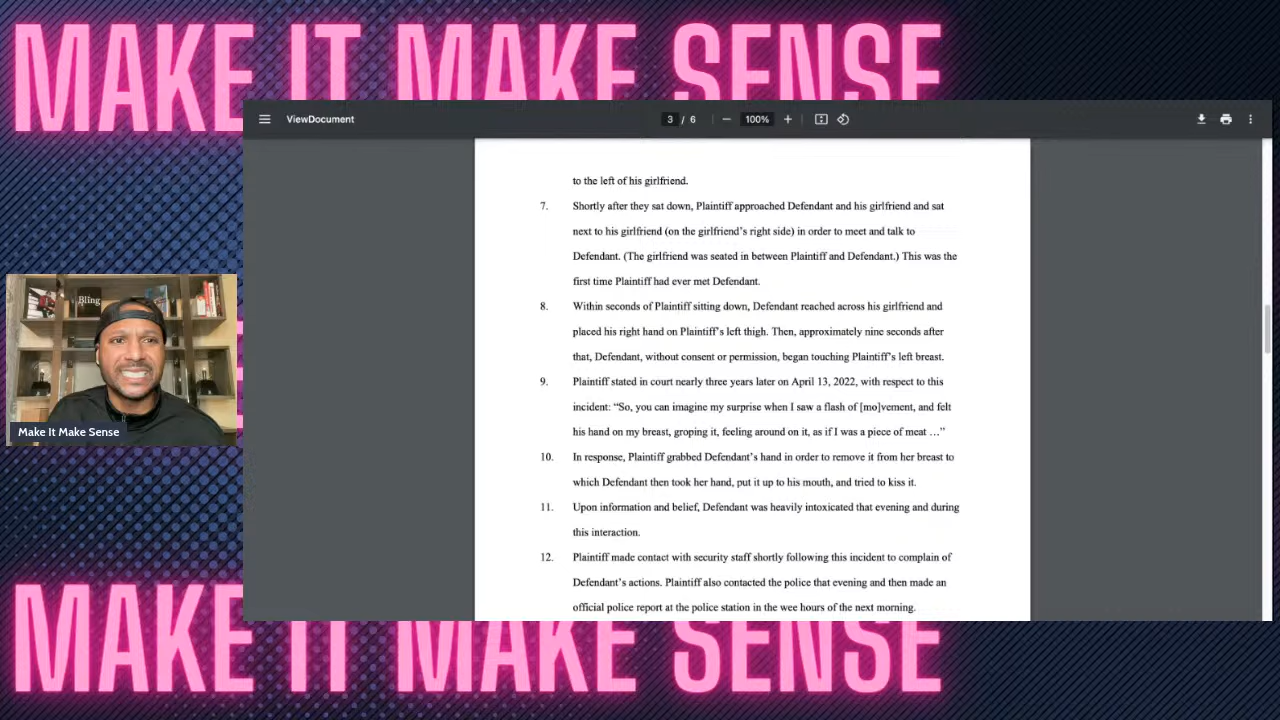 MAKE IT MAKE SENSE
ViewDocument
3 / 6
100%
to the left of his girlfriend.
7. Shortly after they sat down, Plaintiff approached Defendant and his girlfriend and sat
next to his girlfriend (on the girlfriend's right side) in order to meet and talk to
Defendant. (The girlfriend was seated in between Plaintiff and Defendant.) This was the
first time Plaintiff had ever met Defendant.
8. Within seconds of Plaintiff sitting down, Defendant reached across his girlfriend and
placed his right hand on Plaintiff's left thigh. Then, approximately nine seconds after
that, Defendant, without consent or permission, began touching Plaintiff's left breast.
9. Plaintiff stated in court nearly three years later on April 13, 2022, with respect to this
incident: “So, you can imagine my surprise when I saw a flash of [mo]vement, and felt
his hand on my breast, groping it, feeling around on it, as if I was a piece of meat …”
10. In response, Plaintiff grabbed Defendant's hand in order to remove it from her breast to
which Defendant then took her hand, put it up to his mouth, and tried to kiss it.
11. Upon information and belief, Defendant was heavily intoxicated that evening and during
this interaction.
12. Plaintiff made contact with security staff shortly following this incident to complain of
Defendant's actions. Plaintiff also contacted the police that evening and then made an
official police report at the police station in the wee hours of the next morning.
Bling
Make It Make Sense
MAKE IT MAKE SENSE